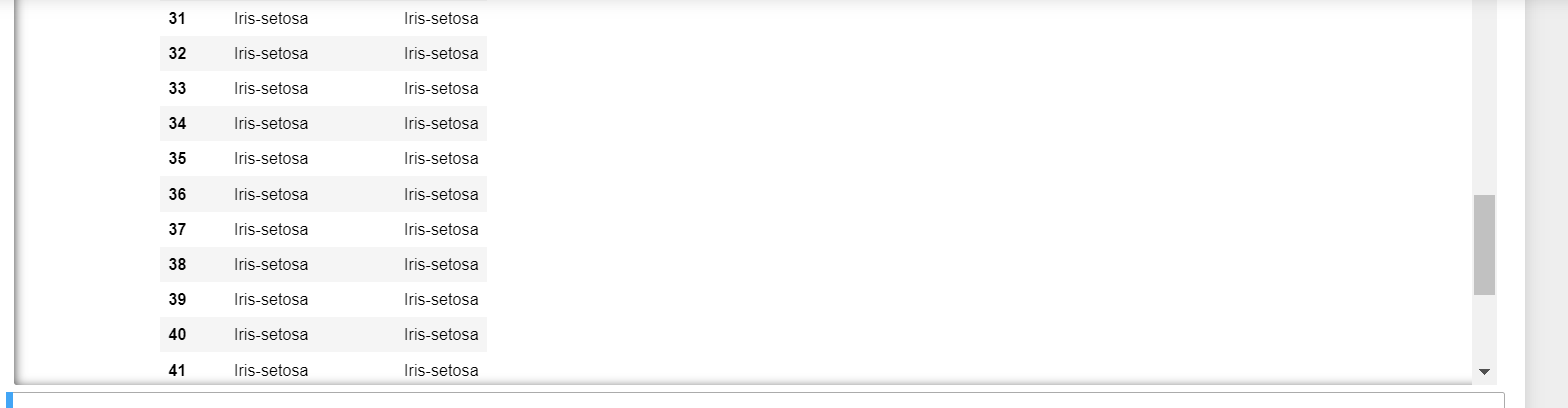 31 Iris-setosa Iris-setosa
32 Iris-setosa Iris-setosa
33 Iris-setosa Iris-setosa
34 Iris-setosa Iris-setosa
35 Iris-setosa Iris-setosa
36 Iris-setosa Iris-setosa
37 Iris-setosa Iris-setosa
38 Iris-setosa Iris-setosa
39 Iris-setosa Iris-setosa
40 Iris-setosa Iris-setosa
41 Iris-setosa Iris-setosa